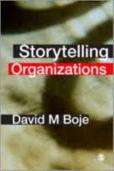 Storytelling
Organizations
David M Boje